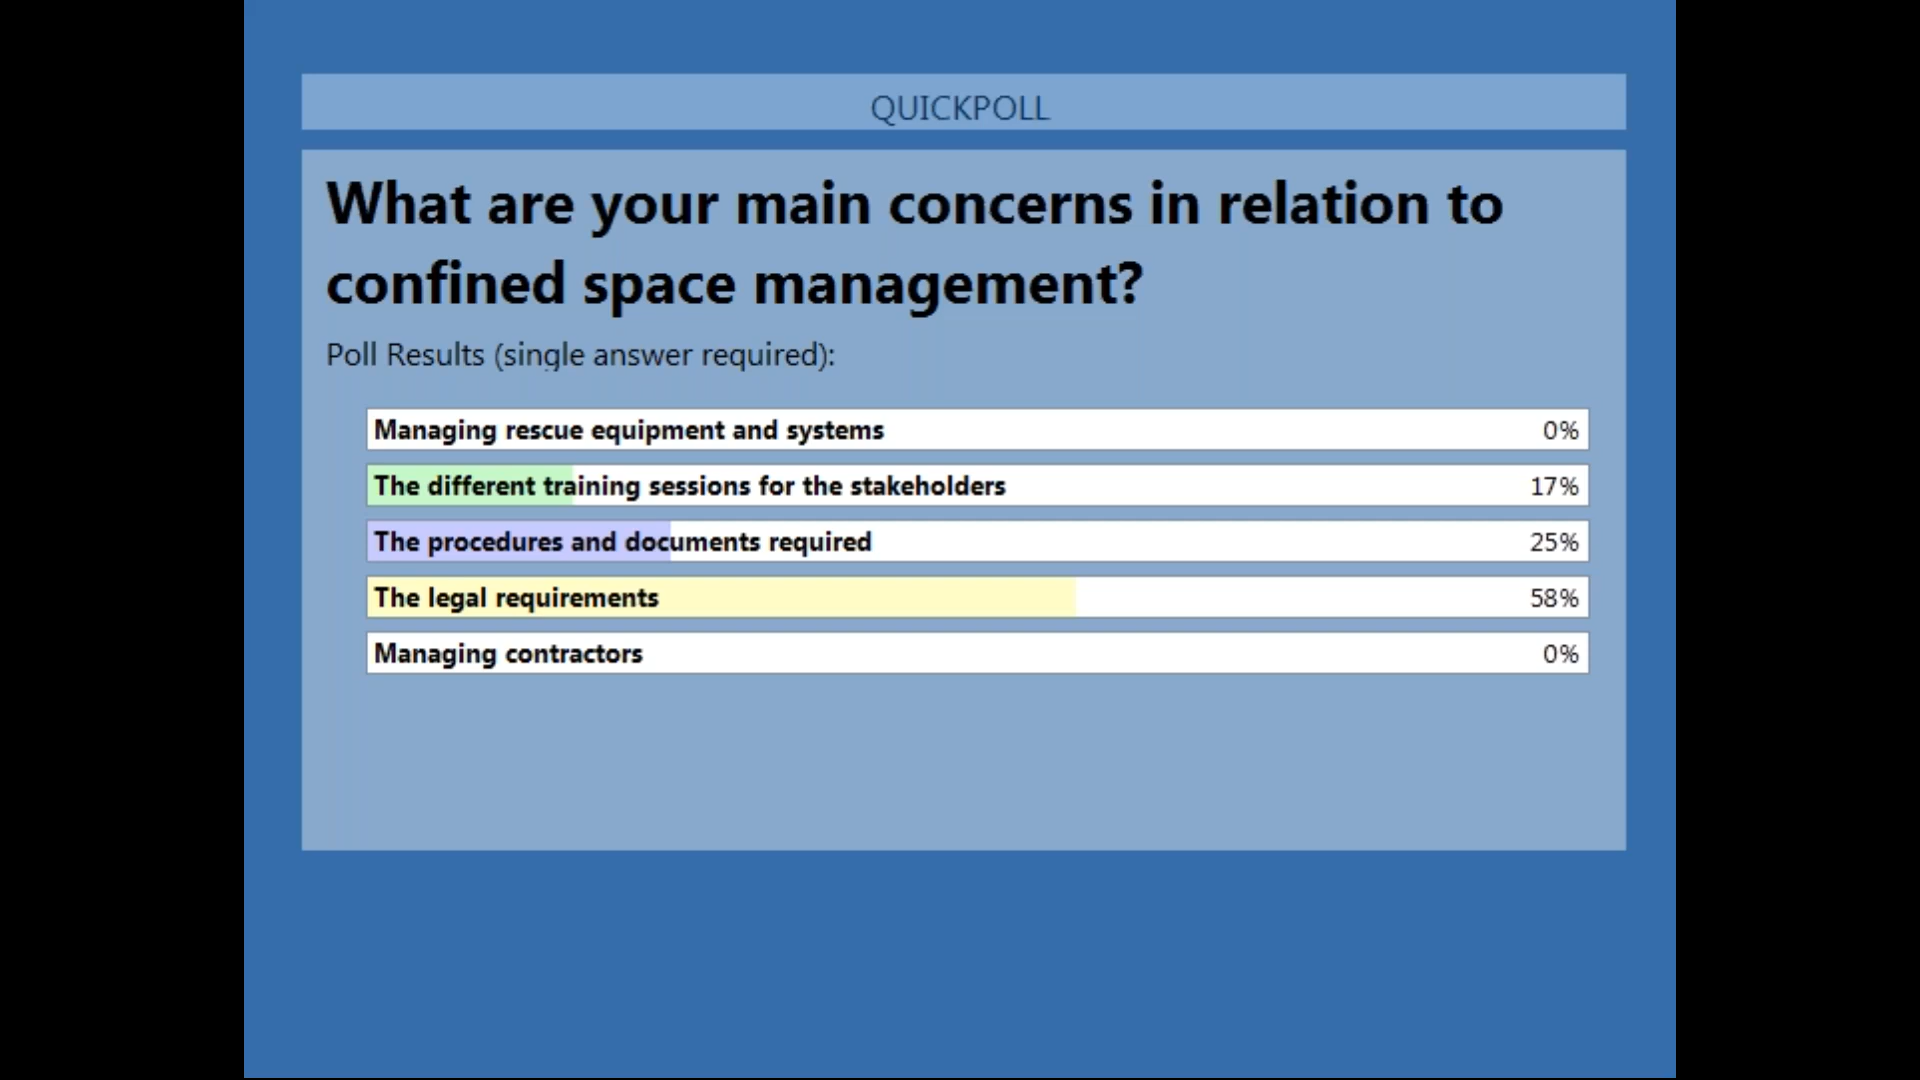 QUICKPOLL
What are your main concerns in relation to
confined space management?
Poll Results (single answer required):
Managing rescue equipment and systems 0%
The different training sessions for the stakeholders 17%
The procedures and documents required 25%
The legal requirements 58%
Managing contractors 0%